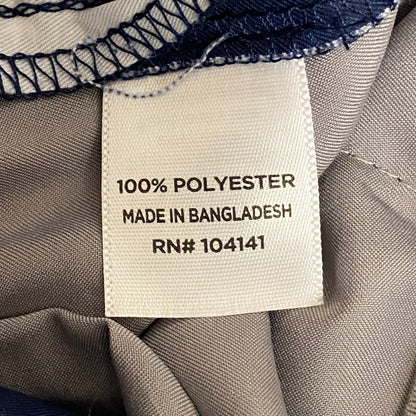 100% POLYESTER
MADE IN BANGLADESH
RN# 104141